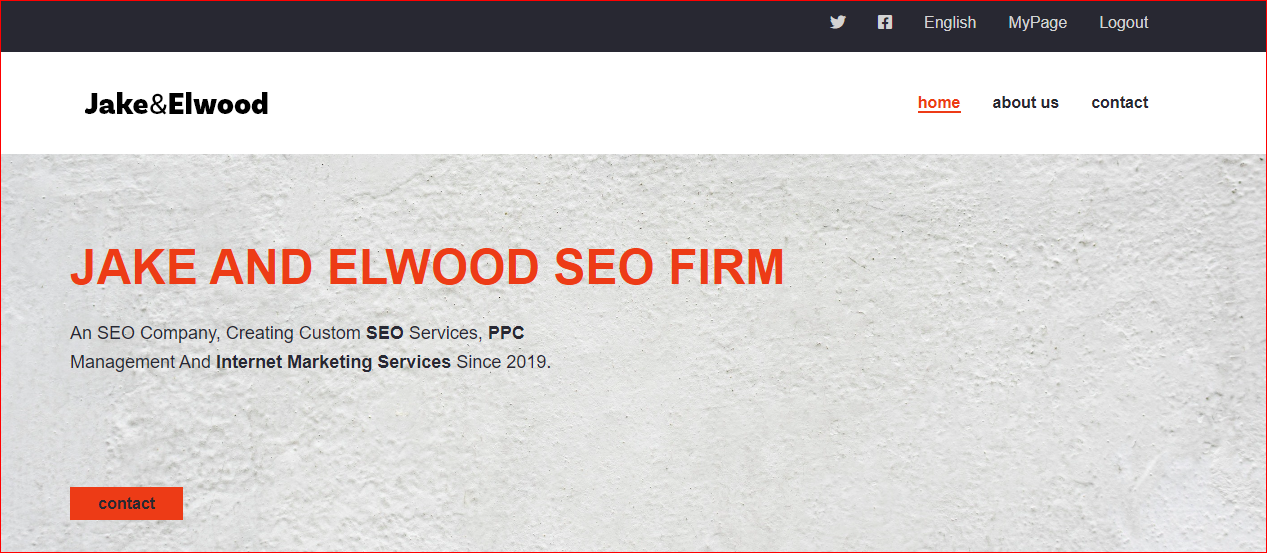 English MyPage Logout
Jake&Elwood home about us contact
JAKE AND ELWOOD SEO FIRM
An SEO Company, Creating Custom SEO Services, PPC
Management And Internet Marketing Services Since 2019.
contact